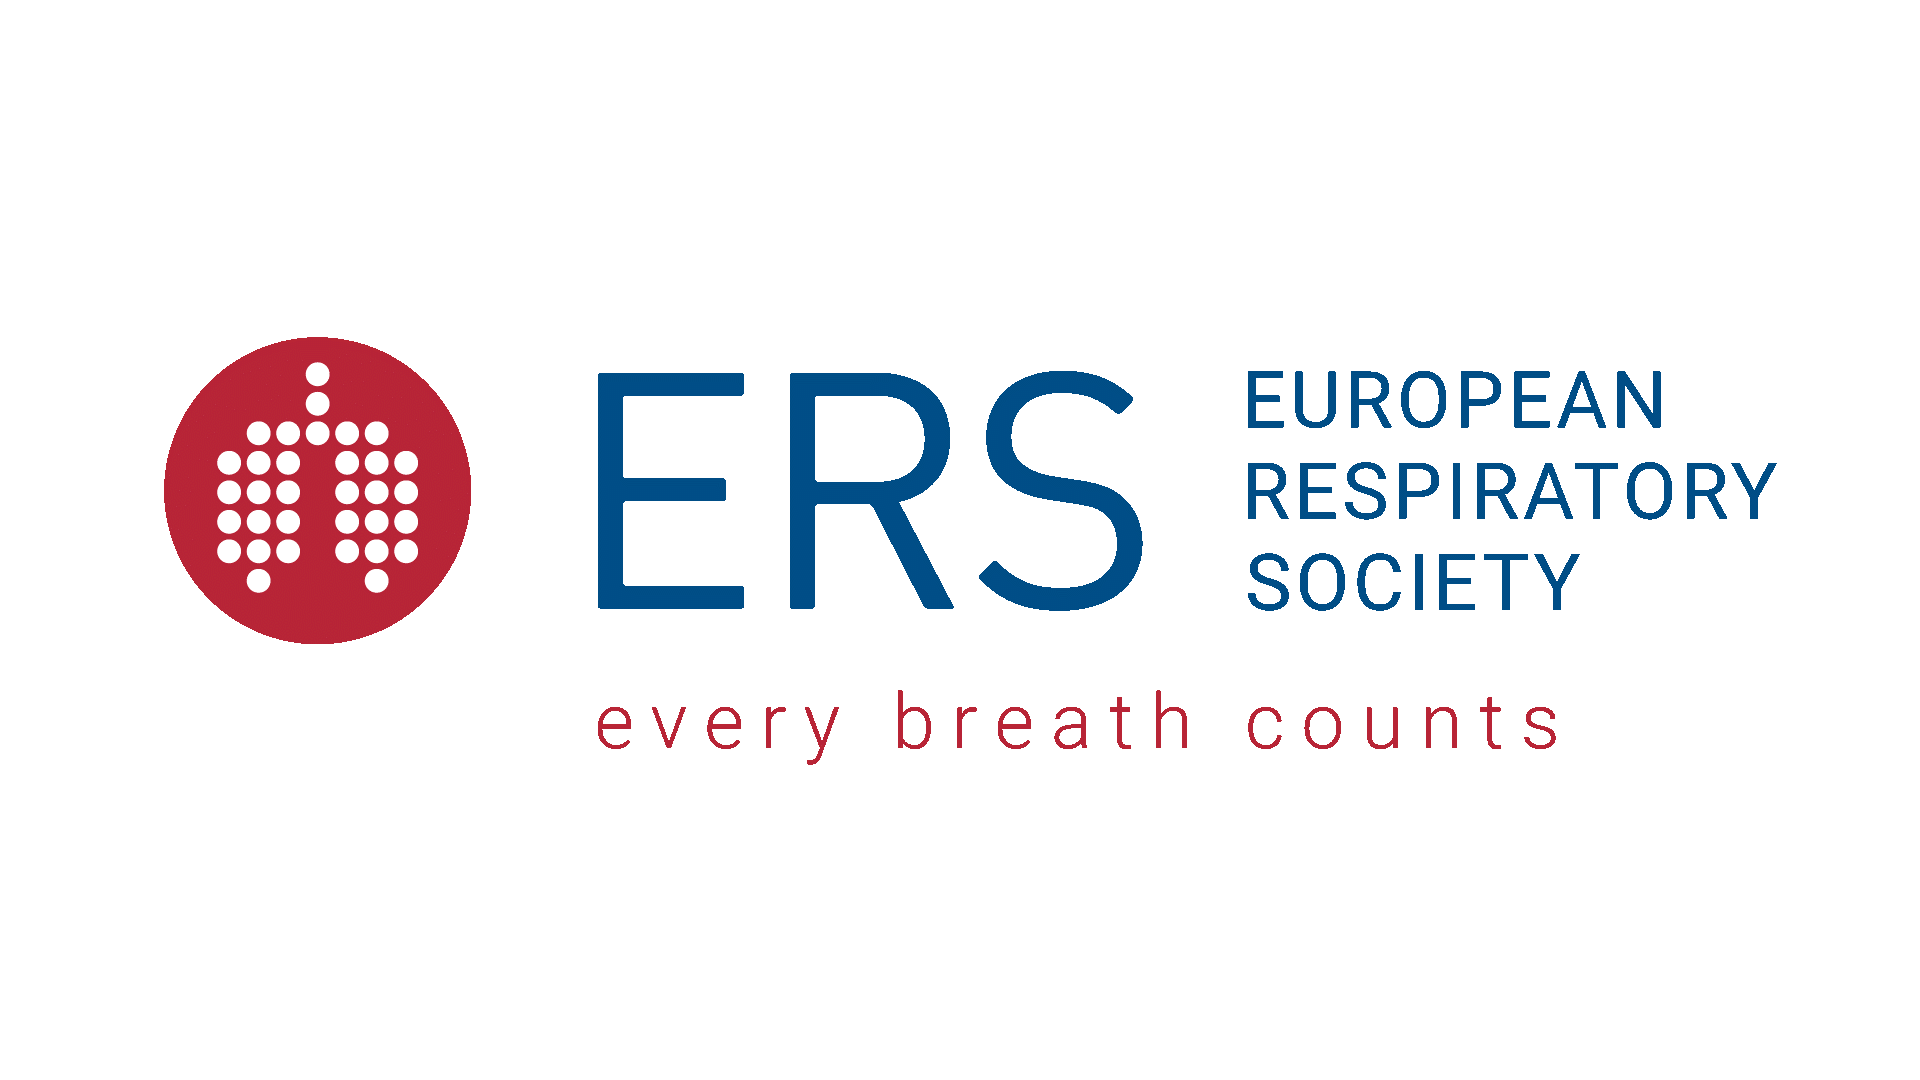 ERS
EUROPEAN
RESPIRATORY
SOCIETY
every breath counts